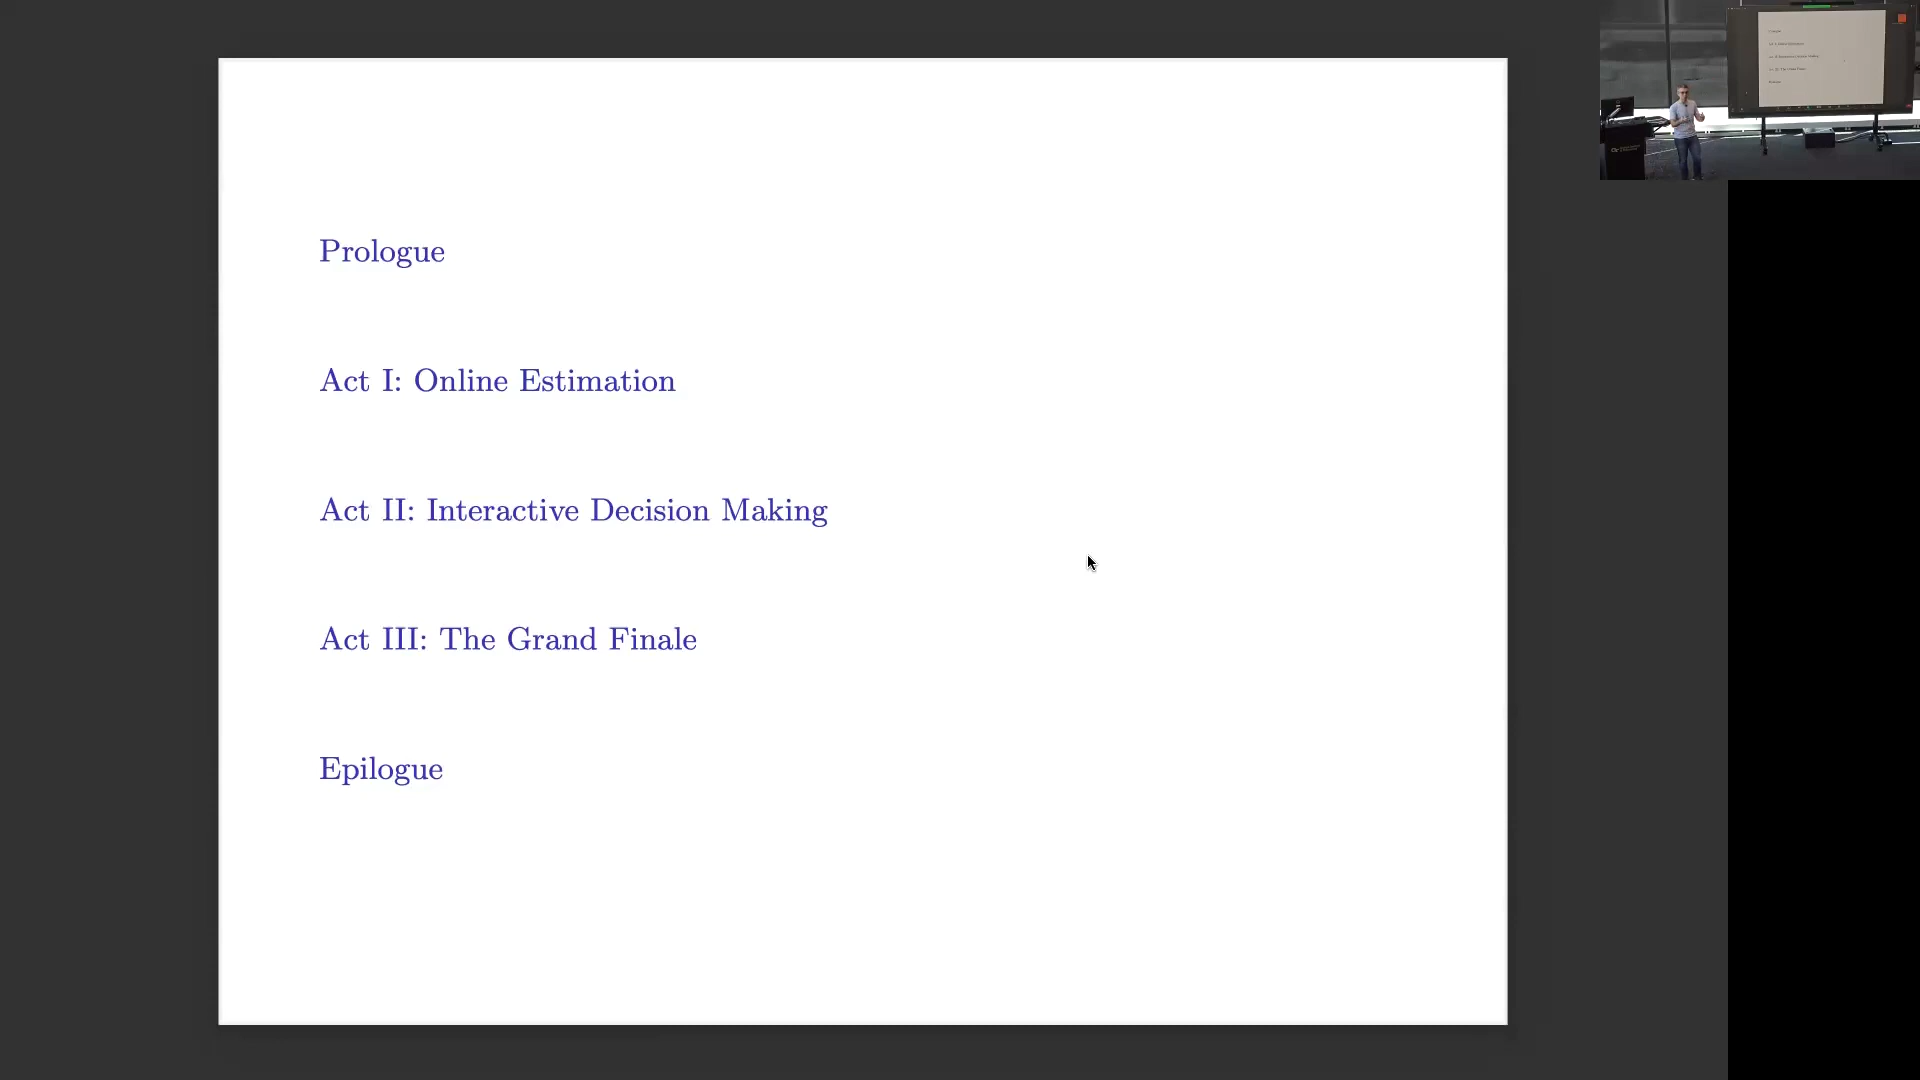 Prologue
Act I: Online Estimation
Act II: Interactive Decision Making
Act III: The Grand Finale
Epilogue